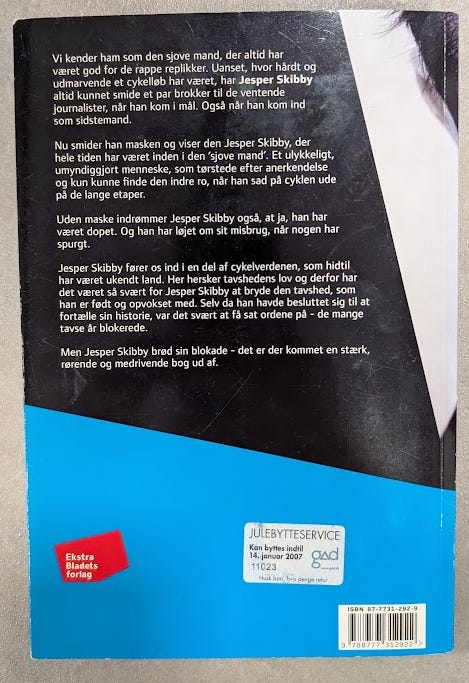 Vi kender ham som den sjove mand, der altid har
været god for de rappe replikker. Uanset, hvor hårdt og
udmarvende et cykelløb har været, har Jesper Skibby
altid kunnet smide et par brokker til de ventende
journalister, når han kom i mål. Også når han kom ind
som sidstemand.
Nu smider han masken og viser den Jesper Skibby, der
hele tiden har været inden i den 'sjove mand'. Et ulykkeligt,
umyndiggjort menneske, som tørstede efter anerkendelse
og kun kunne finde den indre ro, når han sad på cyklen ude
på de lange etaper.
Uden maske indrømmer Jesper Skibby også, at ja, han har
været dopet. Og han har løjet om sit misbrug, når nogen har
spurgt.
Jesper Skibby fører os ind i en del af cykelverdenen, som hidtil
har været ukendt land. Her hersker tavshedens lov og derfor har
det været så svært for Jesper Skibby at bryde den tavshed, som
han er født og opvokset med. Selv da han havde besluttet sig til at
fortælle sin historie, var det svært at få sat ordene på - de mange
tavse år blokerede.
Men Jesper Skibby brød sin blokade - det er der kommet en stærk,
rørende og medrivende bog ud af.
Ekstra
Bladets
forlag
JULEBYTTESERVICE
Kan byttes indtil
14. januar 2007
11023
gad
www.gad.dk
Husk bon, hvis penge retur
ISBN 87-7731-292-9
9 788777 312922 >